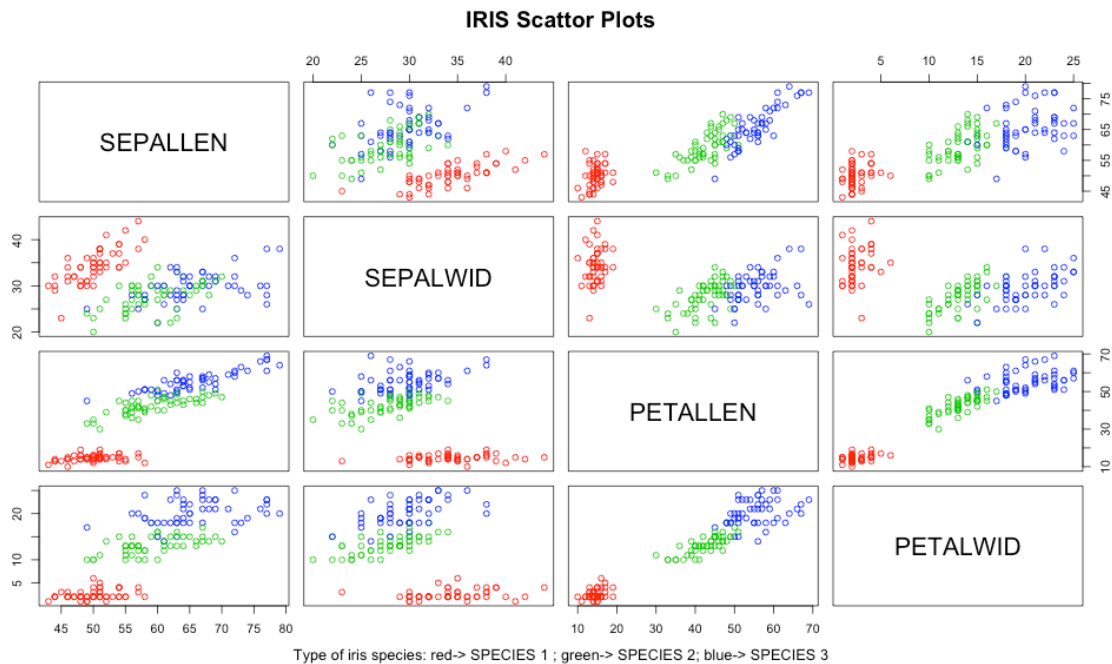 IRIS Scattor Plots
20 25 30 35 40
5 10 15 20 25
SEPALLEN
45 55 65 75
20 30 40
SEPALWID
PETALLEN
10 30 50 70
5 10 20
PETALWID
45 50 55 60 65 70 75 80
10 20 30 40 50 60 70
Type of iris species: red-> SPECIES 1 ; green-> SPECIES 2; blue-> SPECIES 3